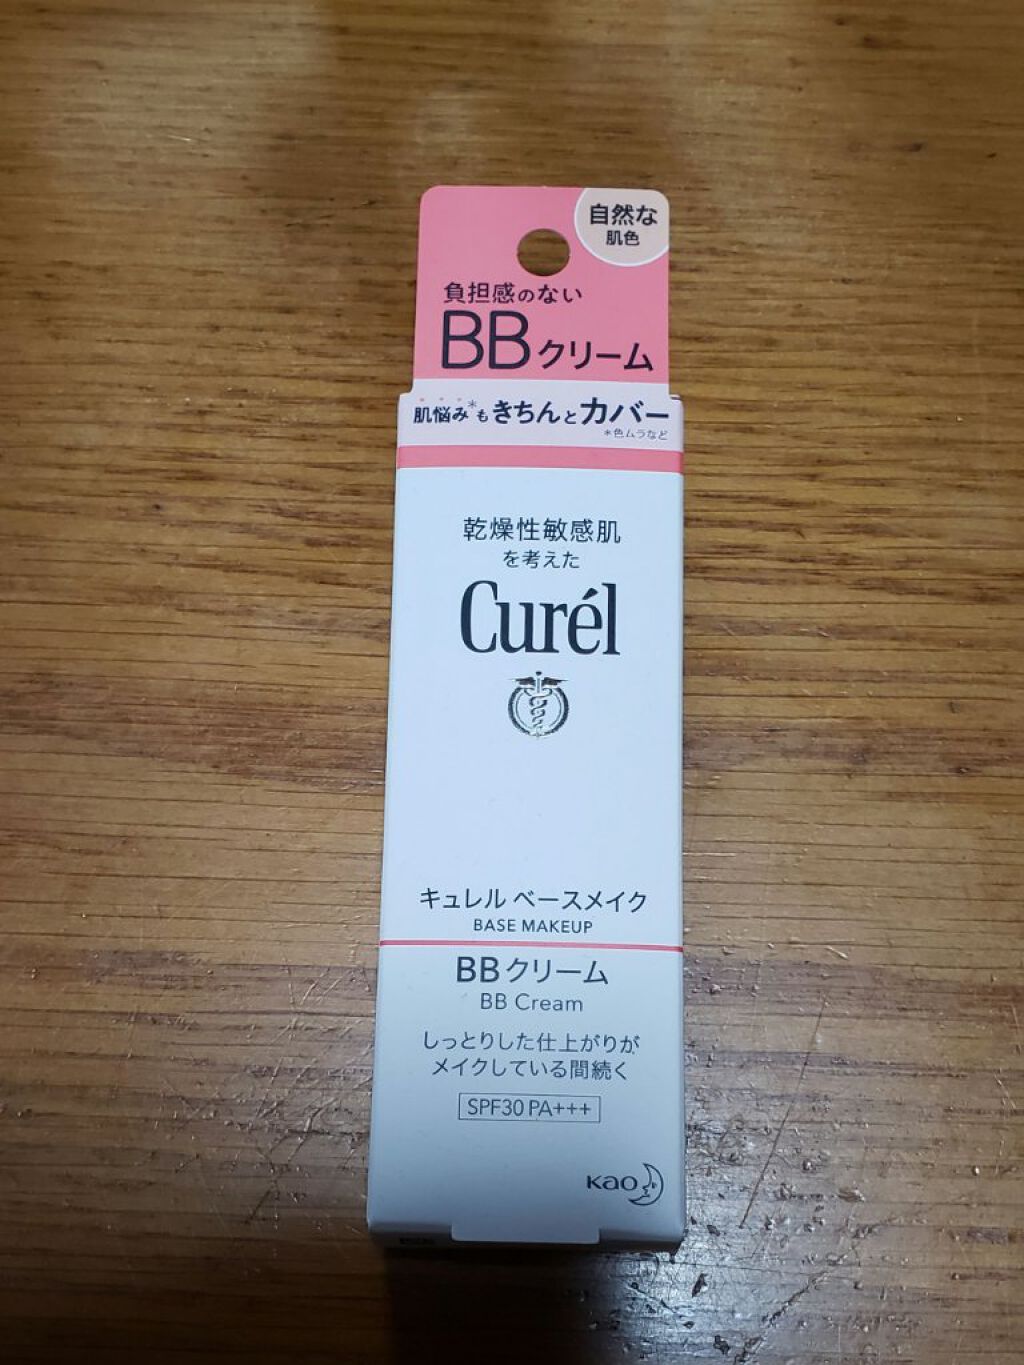 自然な
肌色
負担感のない
BBクリーム
肌悩み*もきちんとカバー
*色ムラなど
乾燥性敏感肌
を考えた
Curél
キュレル ベースメイク
BASE MAKEUP
BBクリーム
BB Cream
しっとりした仕上がりが
メイクしている間続く
SPF30 PA+++
Kao